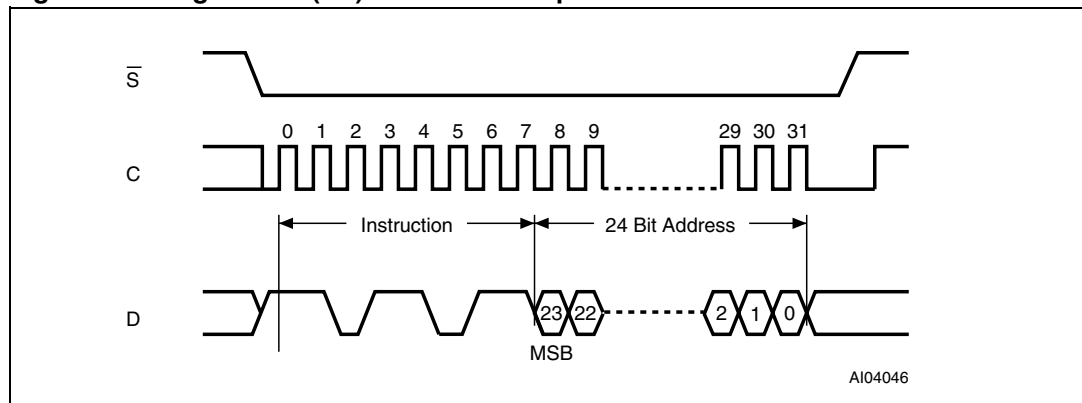 S
0 1 2 3 4 5 6 7 8 9 29 30 31
C
Instruction 24 Bit Address
D 23 22 2 1 0
MSB
AI04046